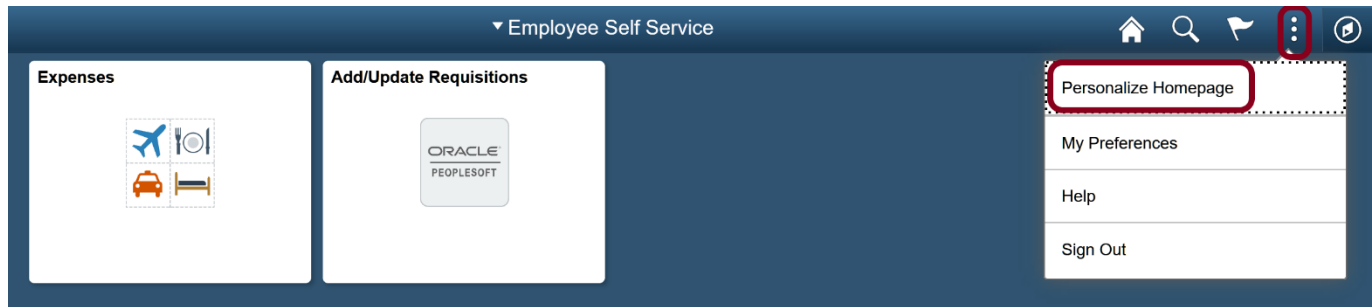 Employee Self Service
Expenses
Add/Update Requisitions
ORACLE
PEOPLESOFT
Personalize Homepage
My Preferences
Help
Sign Out